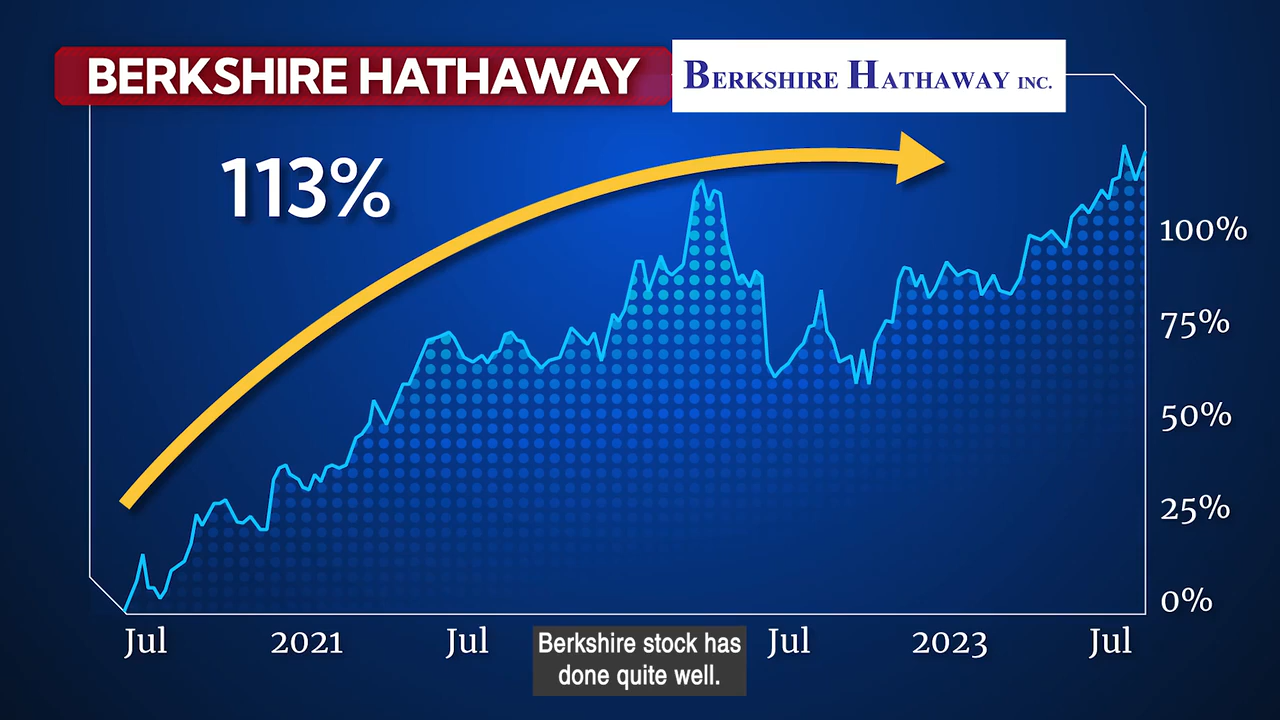 BERKSHIRE HATHAWAY
BERKSHIRE HATHAWAY INC.
113%
100%
75%
50%
25%
0%
Jul
2021
Jul
Jul
2023
Jul
Berkshire stock has
done quite well.